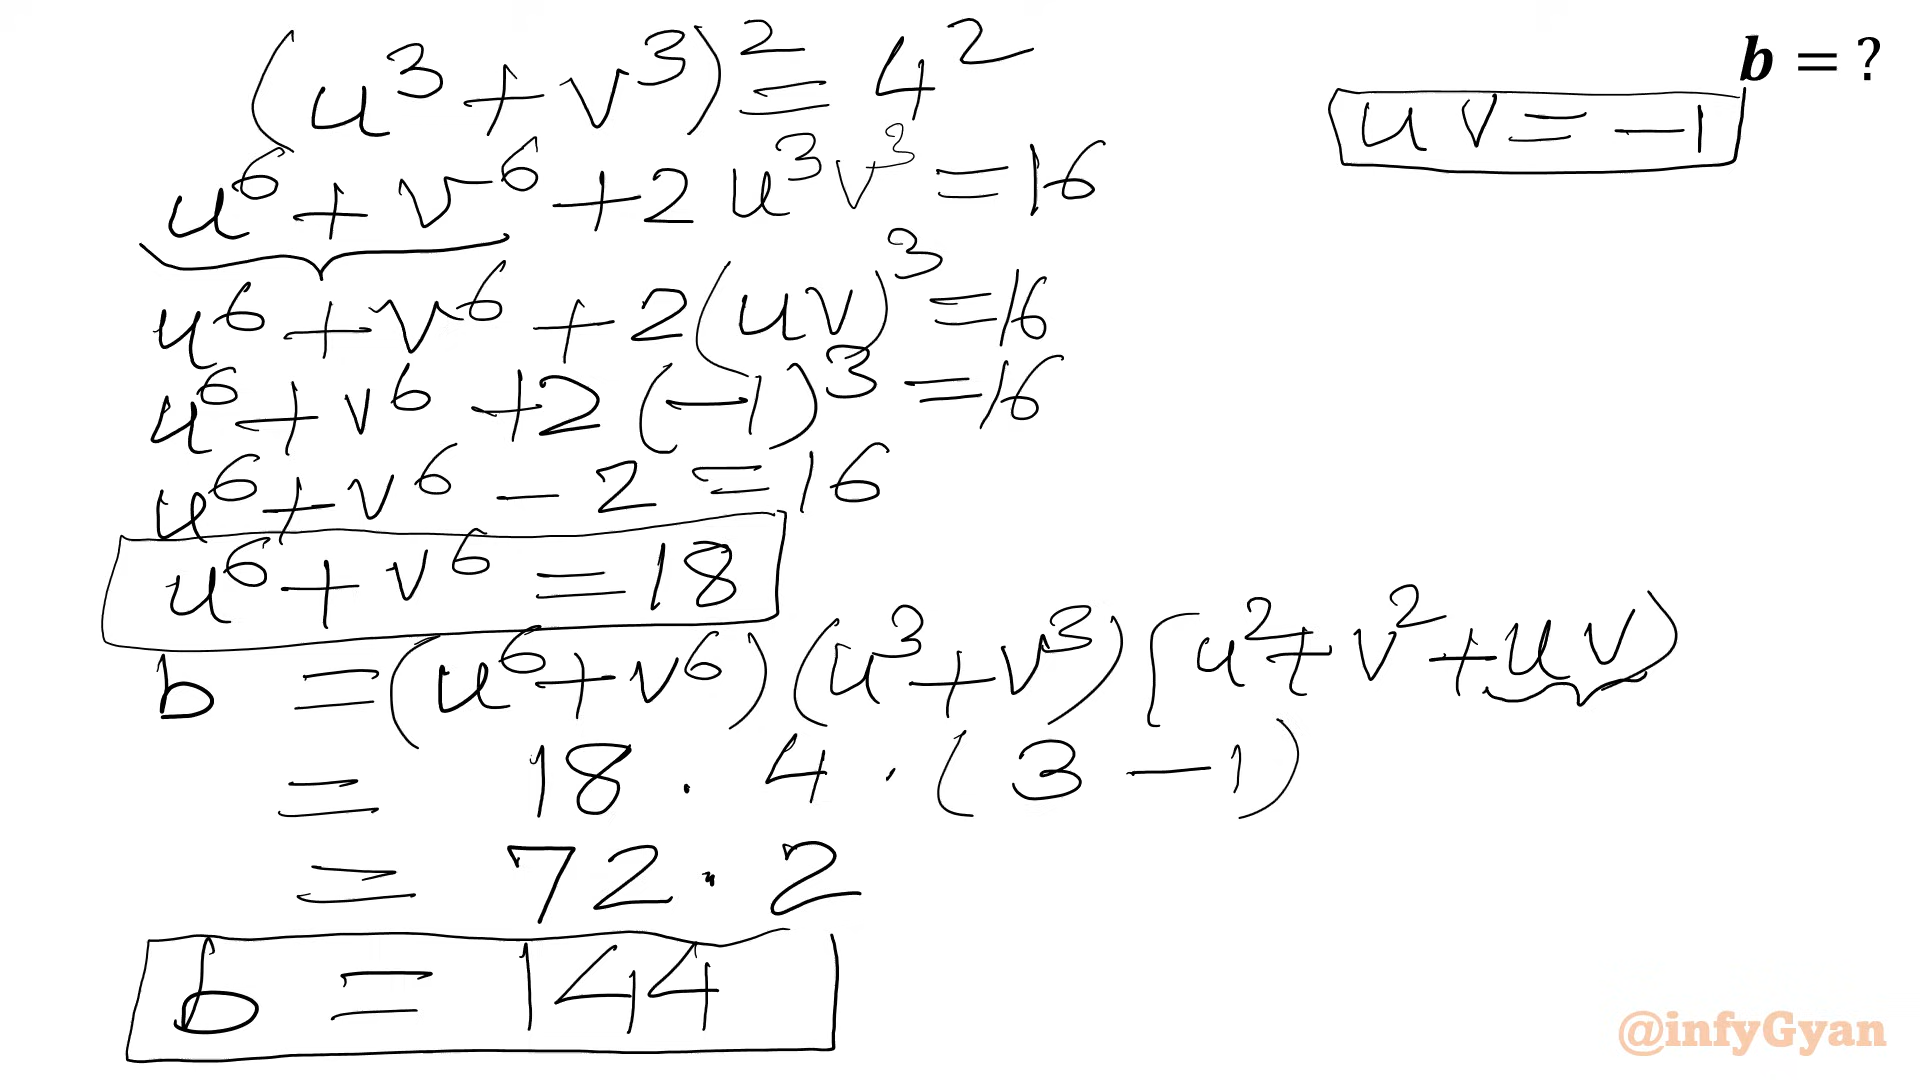 b = ?
(u³ + v³)² = 4²
uv = −1
u⁶ + v⁶ + 2u³v³ = 16
u⁶ + v⁶ + 2(uv)³ = 16
u⁶ + v⁶ + 2(−1)³ = 16
u⁶ + v⁶ − 2 = 16
u⁶ + v⁶ = 18
b = (u⁶ + v⁶)(u³ + v³)[u² + v² + uv)
= 18 · 4 · (3 − 1)
= 72 · 2
b = 144
@infyGyan